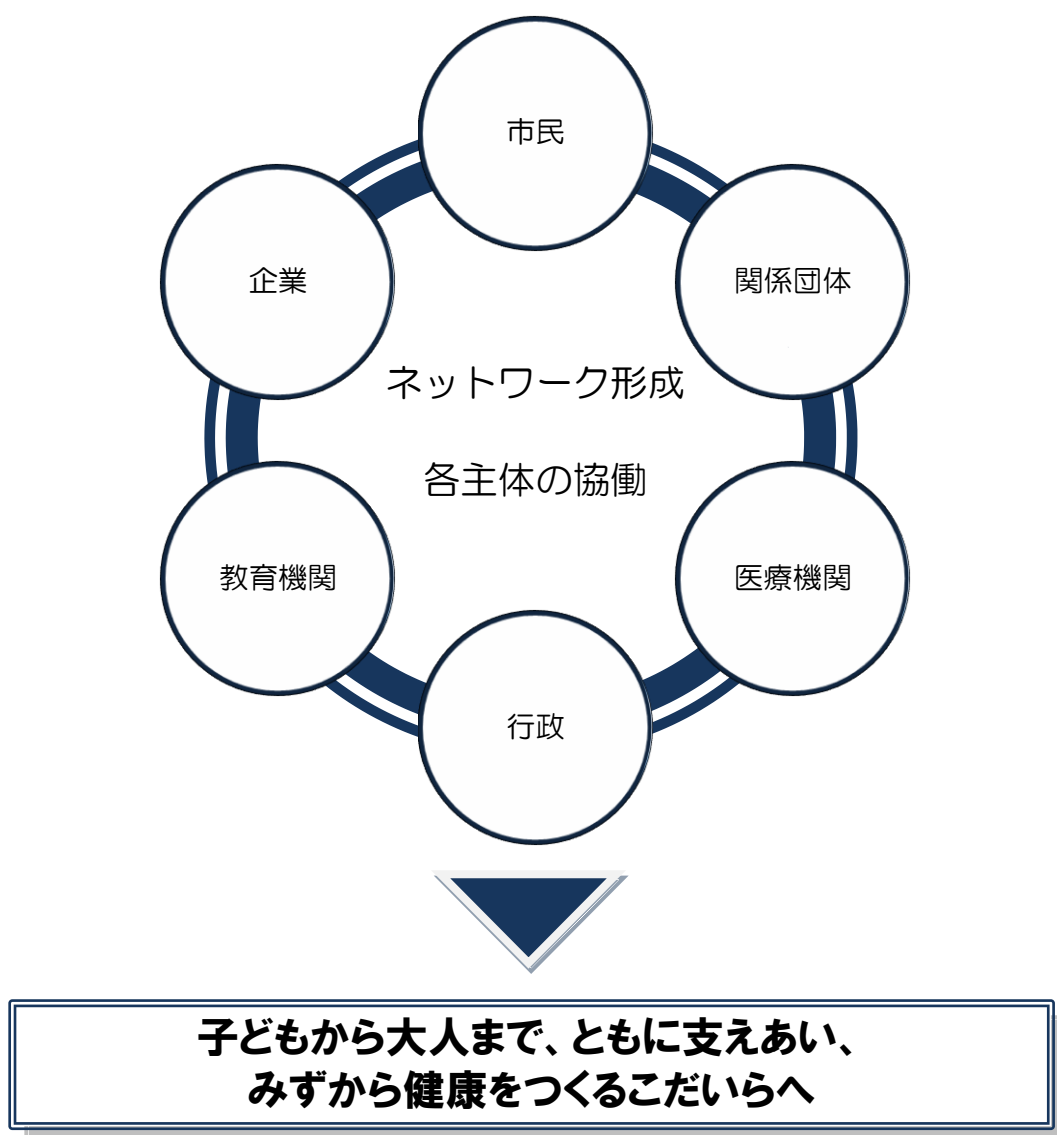 市民
企業
関係団体
ネットワーク形成
各主体の協働
教育機関
医療機関
行政
子どもから大人まで、ともに支えあい、
みずから健康をつくるこだいらへ